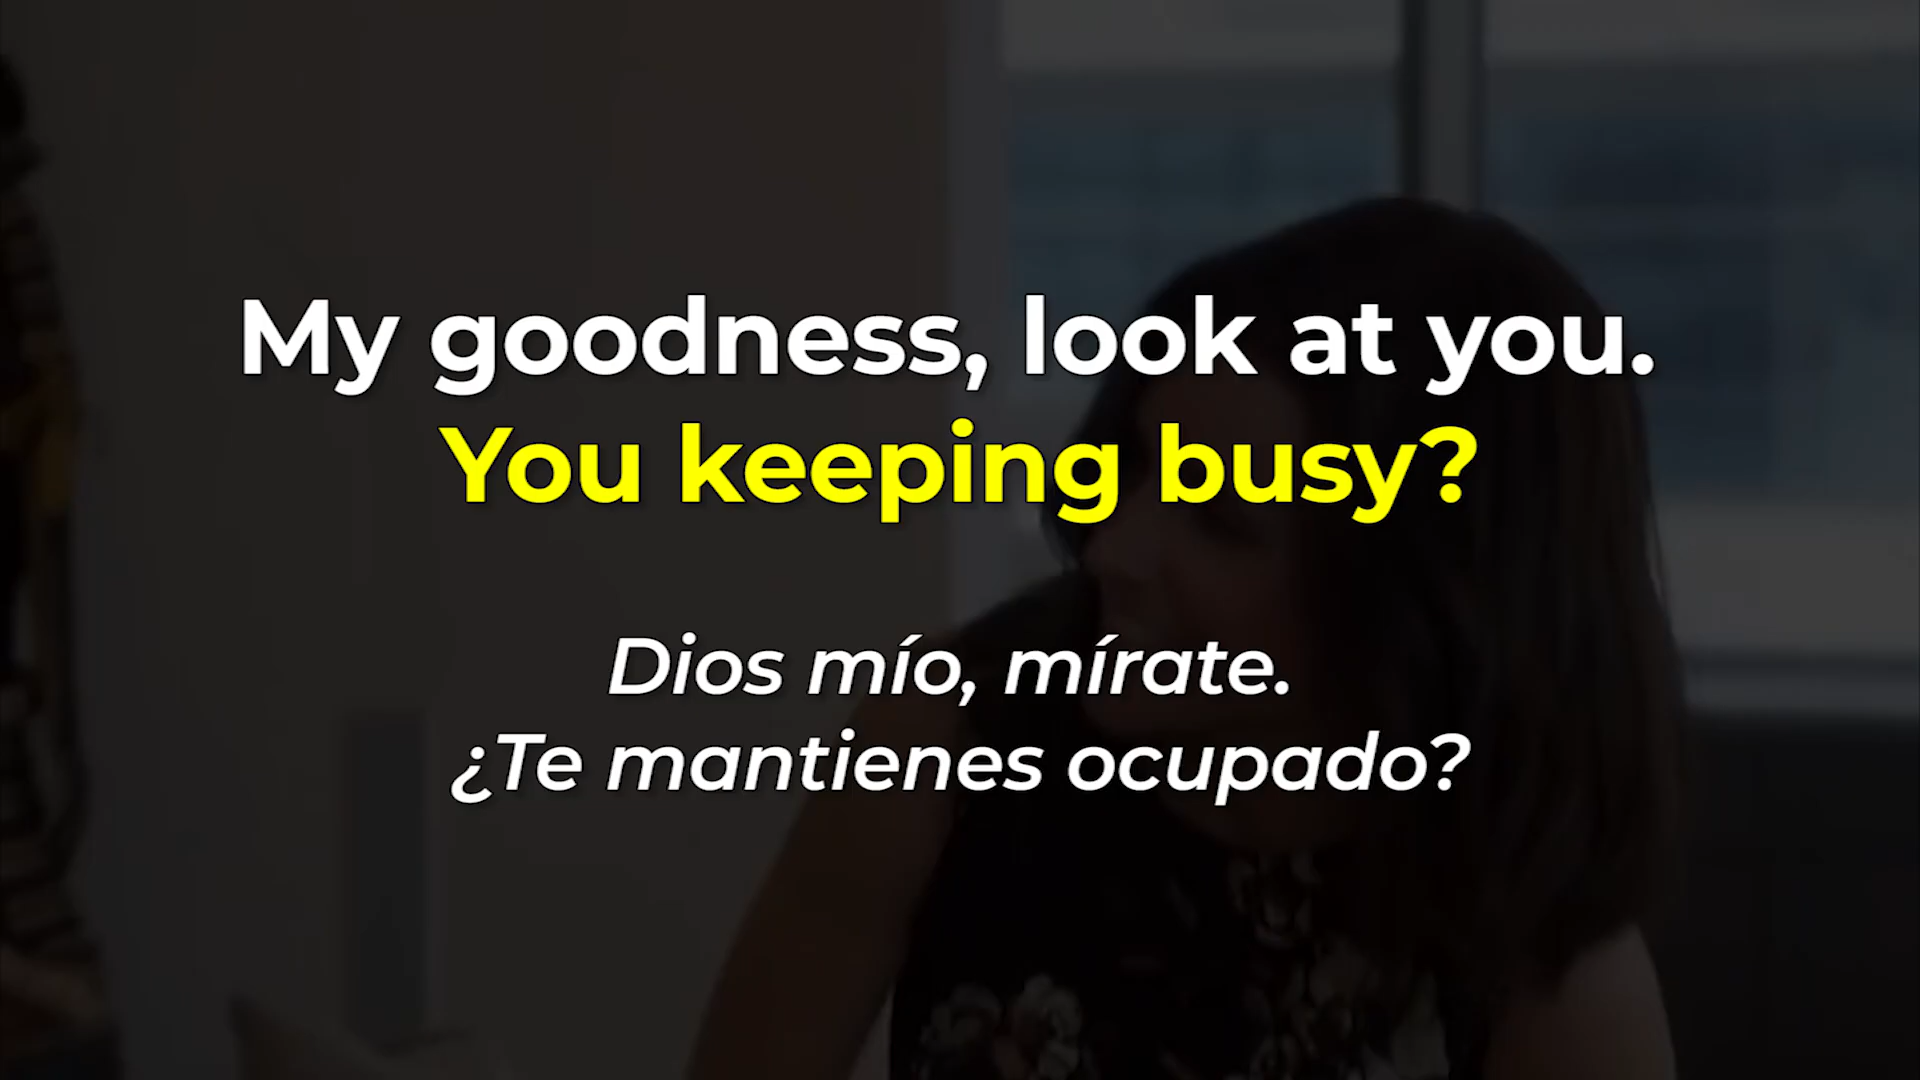 My goodness, look at you.
You keeping busy?
Dios mío, mírate.
¿Te mantienes ocupado?